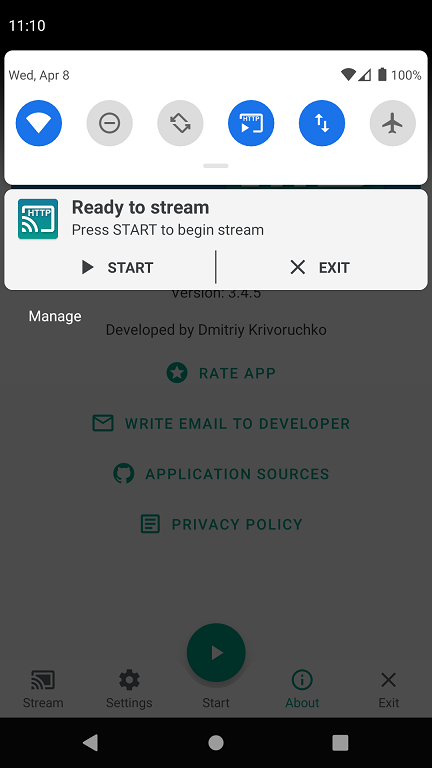 11:10
Wed, Apr 8
100%
HTTP
HTTP
Ready to stream
Press START to begin stream
START
EXIT
Version: 3.4.5
Manage
Developed by Dmitriy Krivoruchko
RATE APP
WRITE EMAIL TO DEVELOPER
APPLICATION SOURCES
PRIVACY POLICY
Stream
Settings
Start
About
Exit